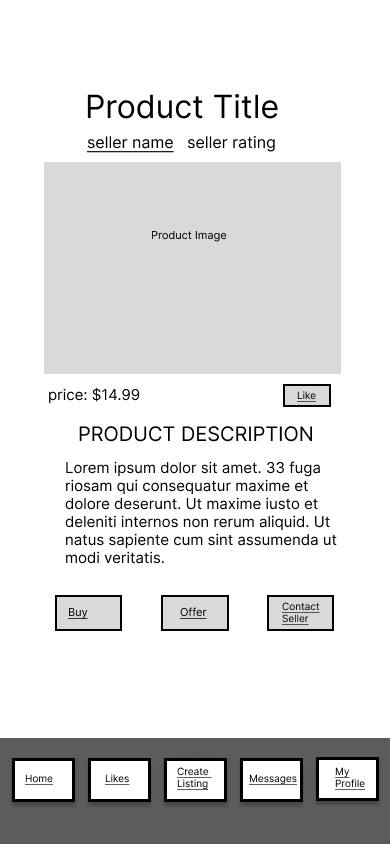 Product Title
seller name seller rating
Product Image
price: $14.99 Like
PRODUCT DESCRIPTION
Lorem ipsum dolor sit amet. 33 fuga
riosam qui consequatur maxime et
dolore deserunt. Ut maxime iusto et
deleniti internos non rerum aliquid. Ut
natus sapiente cum sint assumenda ut
modi veritatis.
Buy
Offer
Contact
Seller
Home
Likes
Create
Listing
Messages
My
Profile